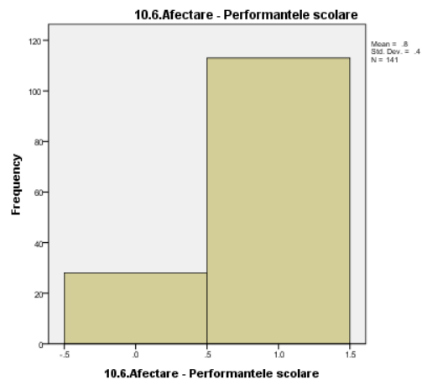 10.6.Afectare - Performantele scolare
Mean = .8
Std. Dev. = .4
N = 141
120
100
80
60
40
20
0
Frequency
-.5 .0 .5 1.0 1.5
10.6.Afectare - Performantele scolare